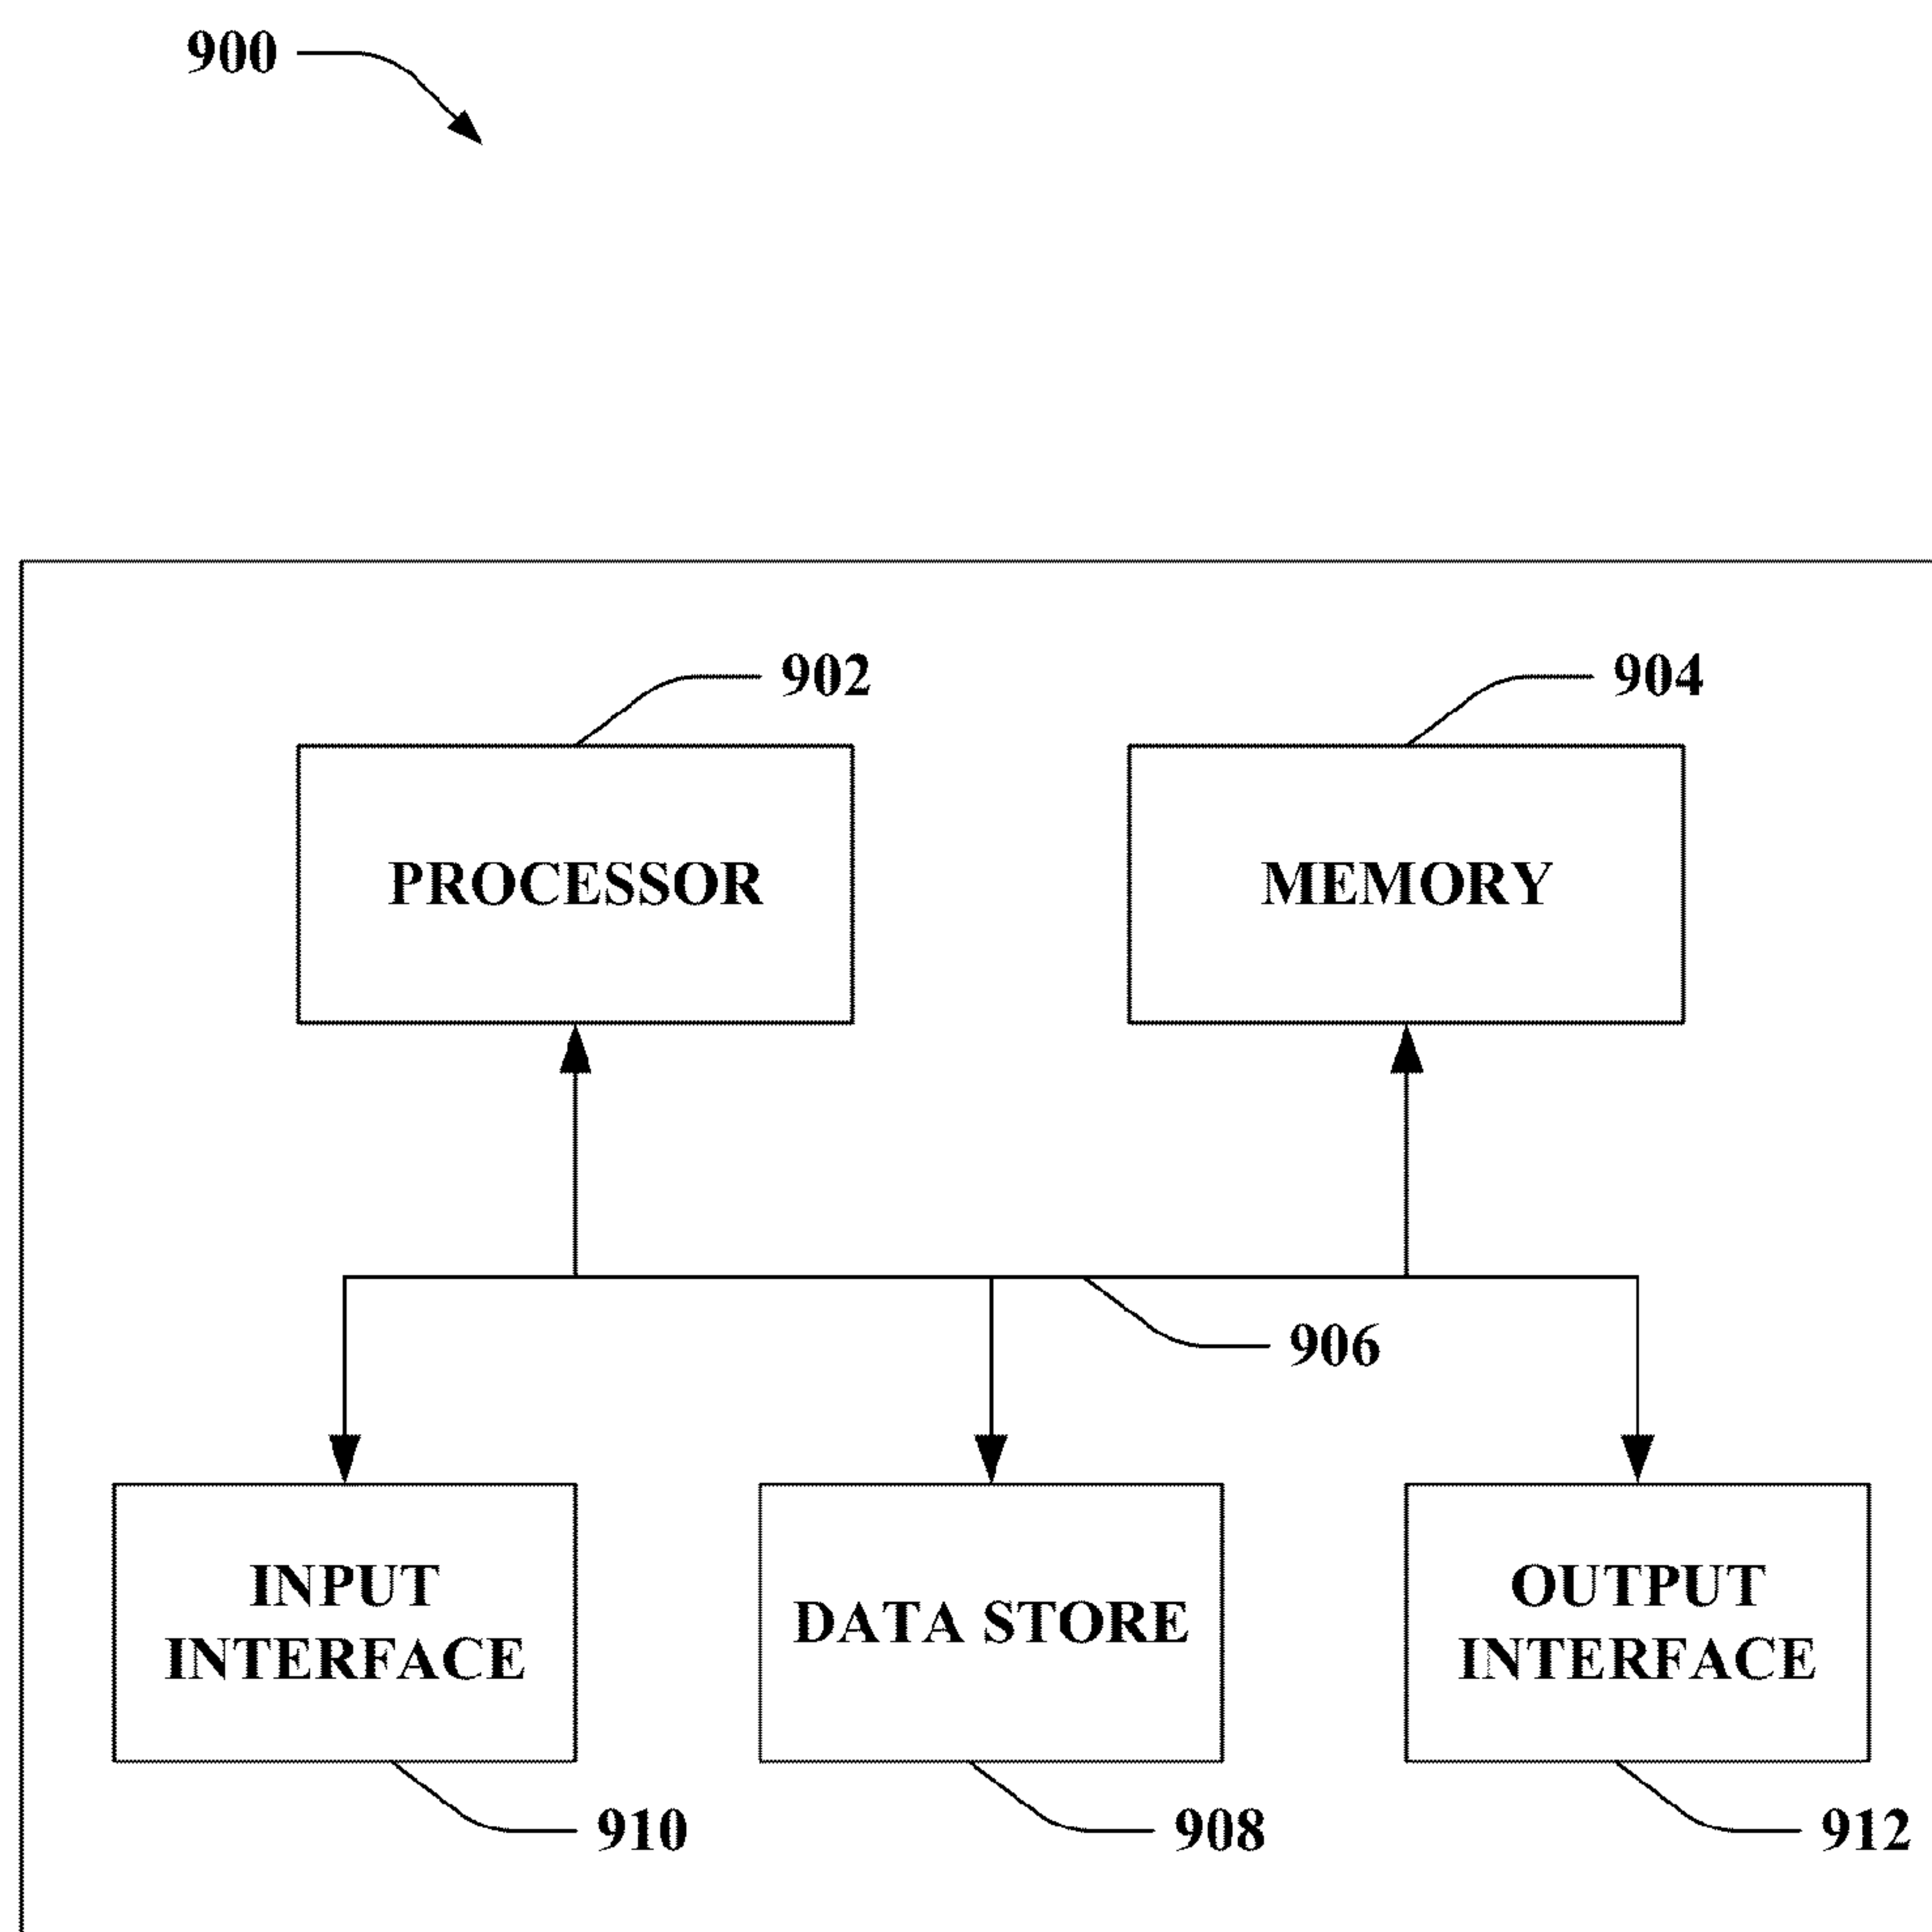 900
902
904
PROCESSOR
MEMORY
906
INPUT
INTERFACE
DATA STORE
OUTPUT
INTERFACE
910
908
912